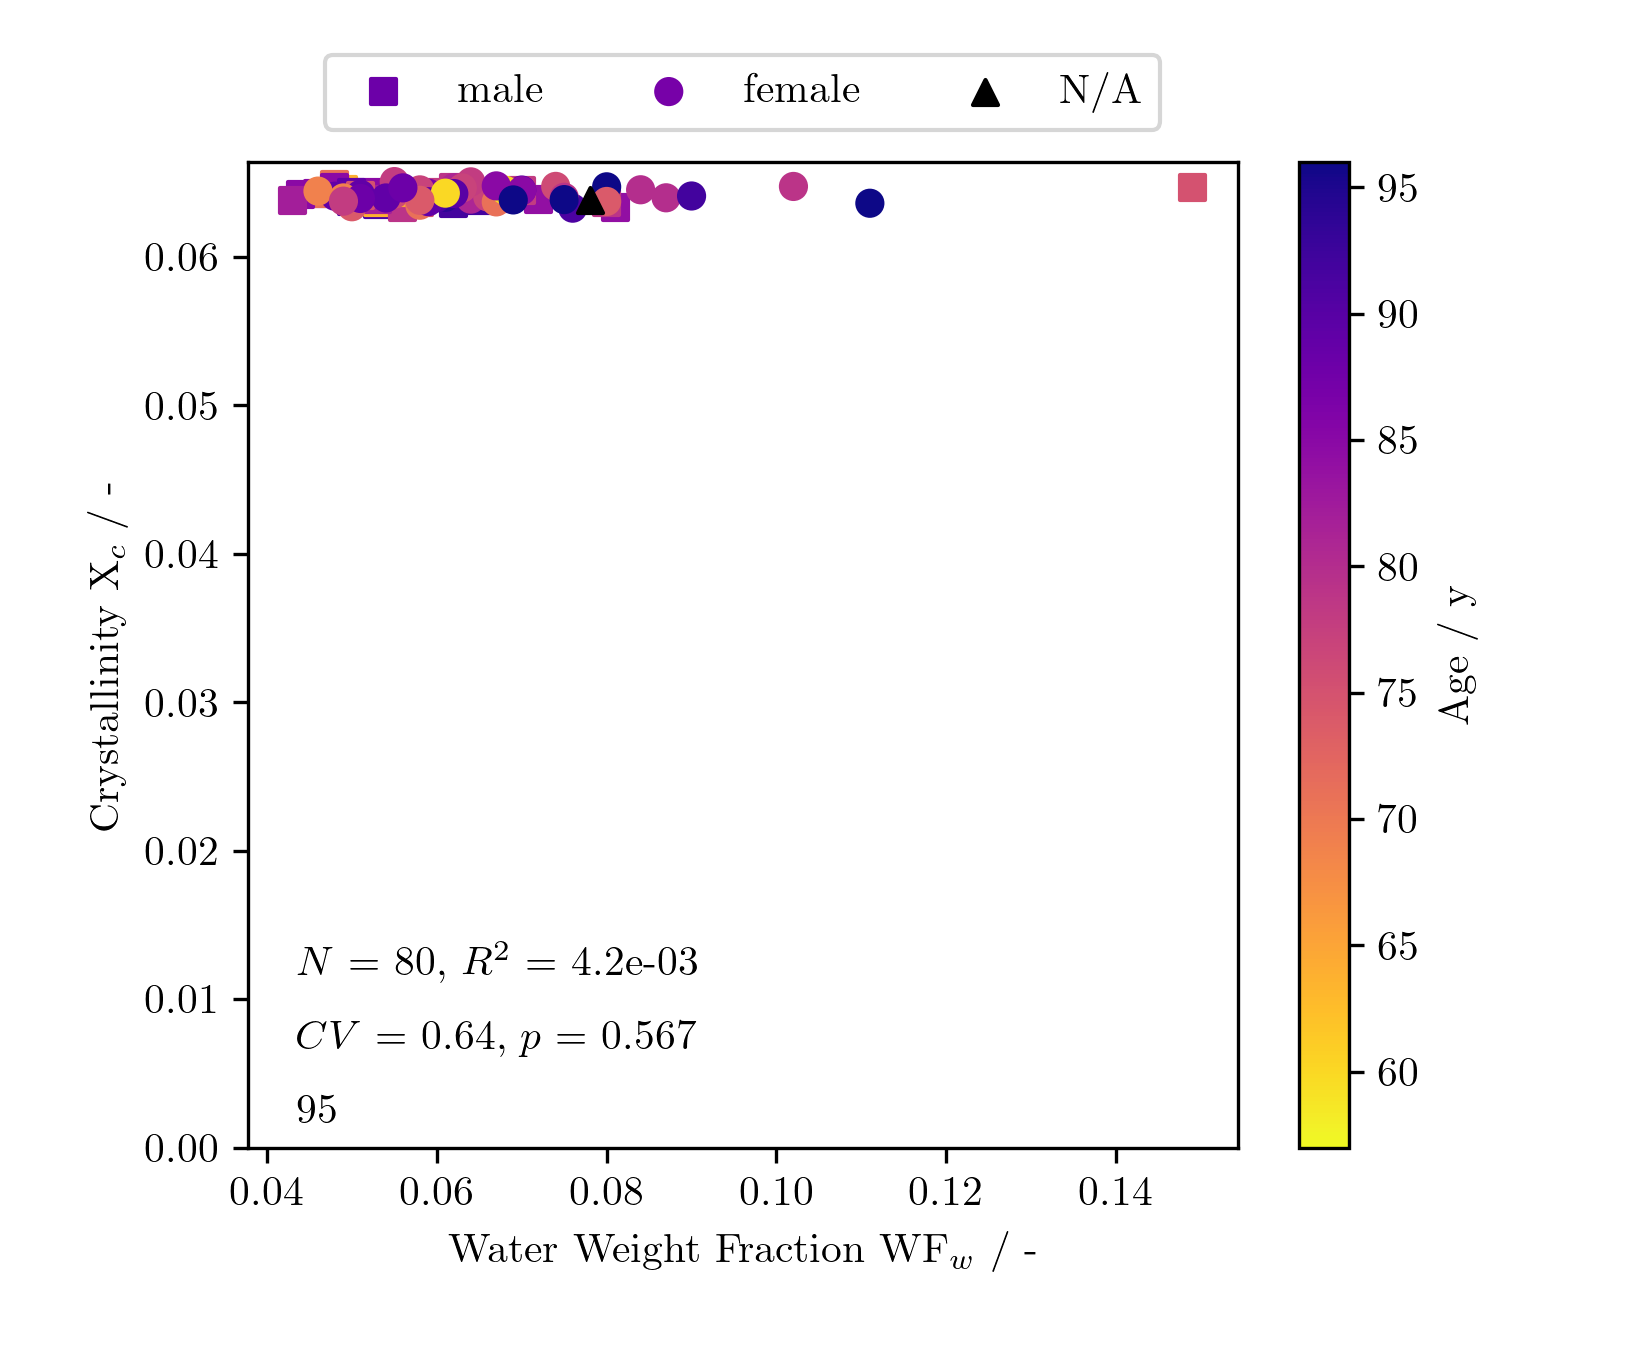 male female N/A
0.06
0.05
0.04
0.03
0.02
0.01
0.00
Crystallinity X_c / -
N = 80, R² = 4.2e-03
CV = 0.64, p = 0.567
95
0.04 0.06 0.08 0.10 0.12 0.14
Water Weight Fraction WF_w / -
95
90
85
80
75
70
65
60
Age / y